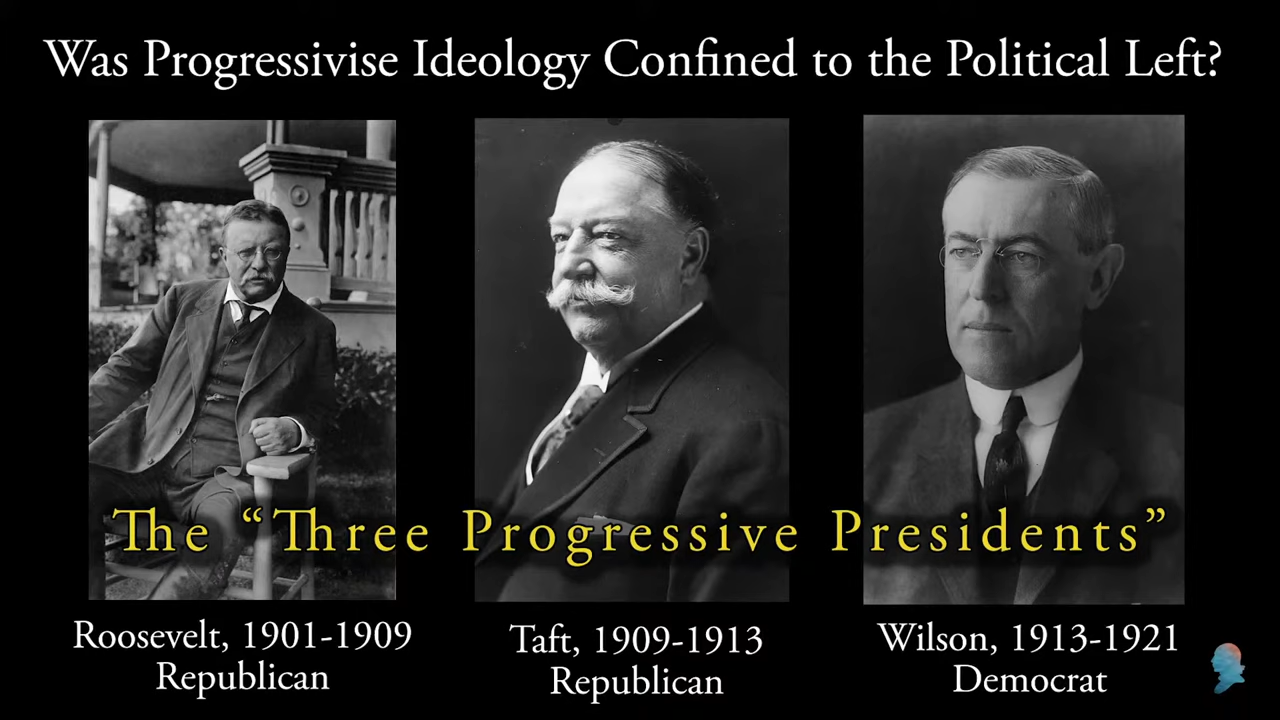 Was Progressivise Ideology Confined to the Political Left?
The “Three Progressive Presidents”
Roosevelt, 1901-1909
Republican
Taft, 1909-1913
Republican
Wilson, 1913-1921
Democrat